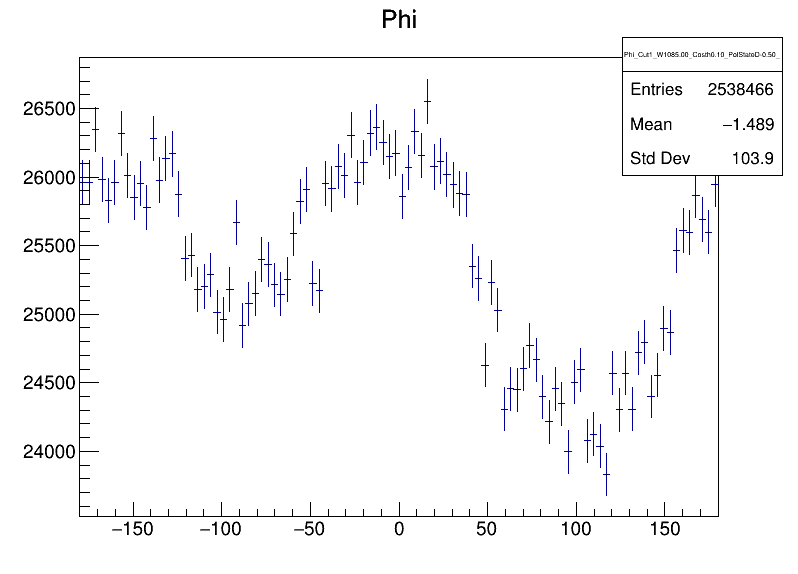 Phi
Phi_Cut1_W1085.00_Costh0.10_PolStateD-0.50_
Entries 2538466
Mean −1.489
Std Dev 103.9
26500
26000
25500
25000
24500
24000
−150 −100 −50 0 50 100 150